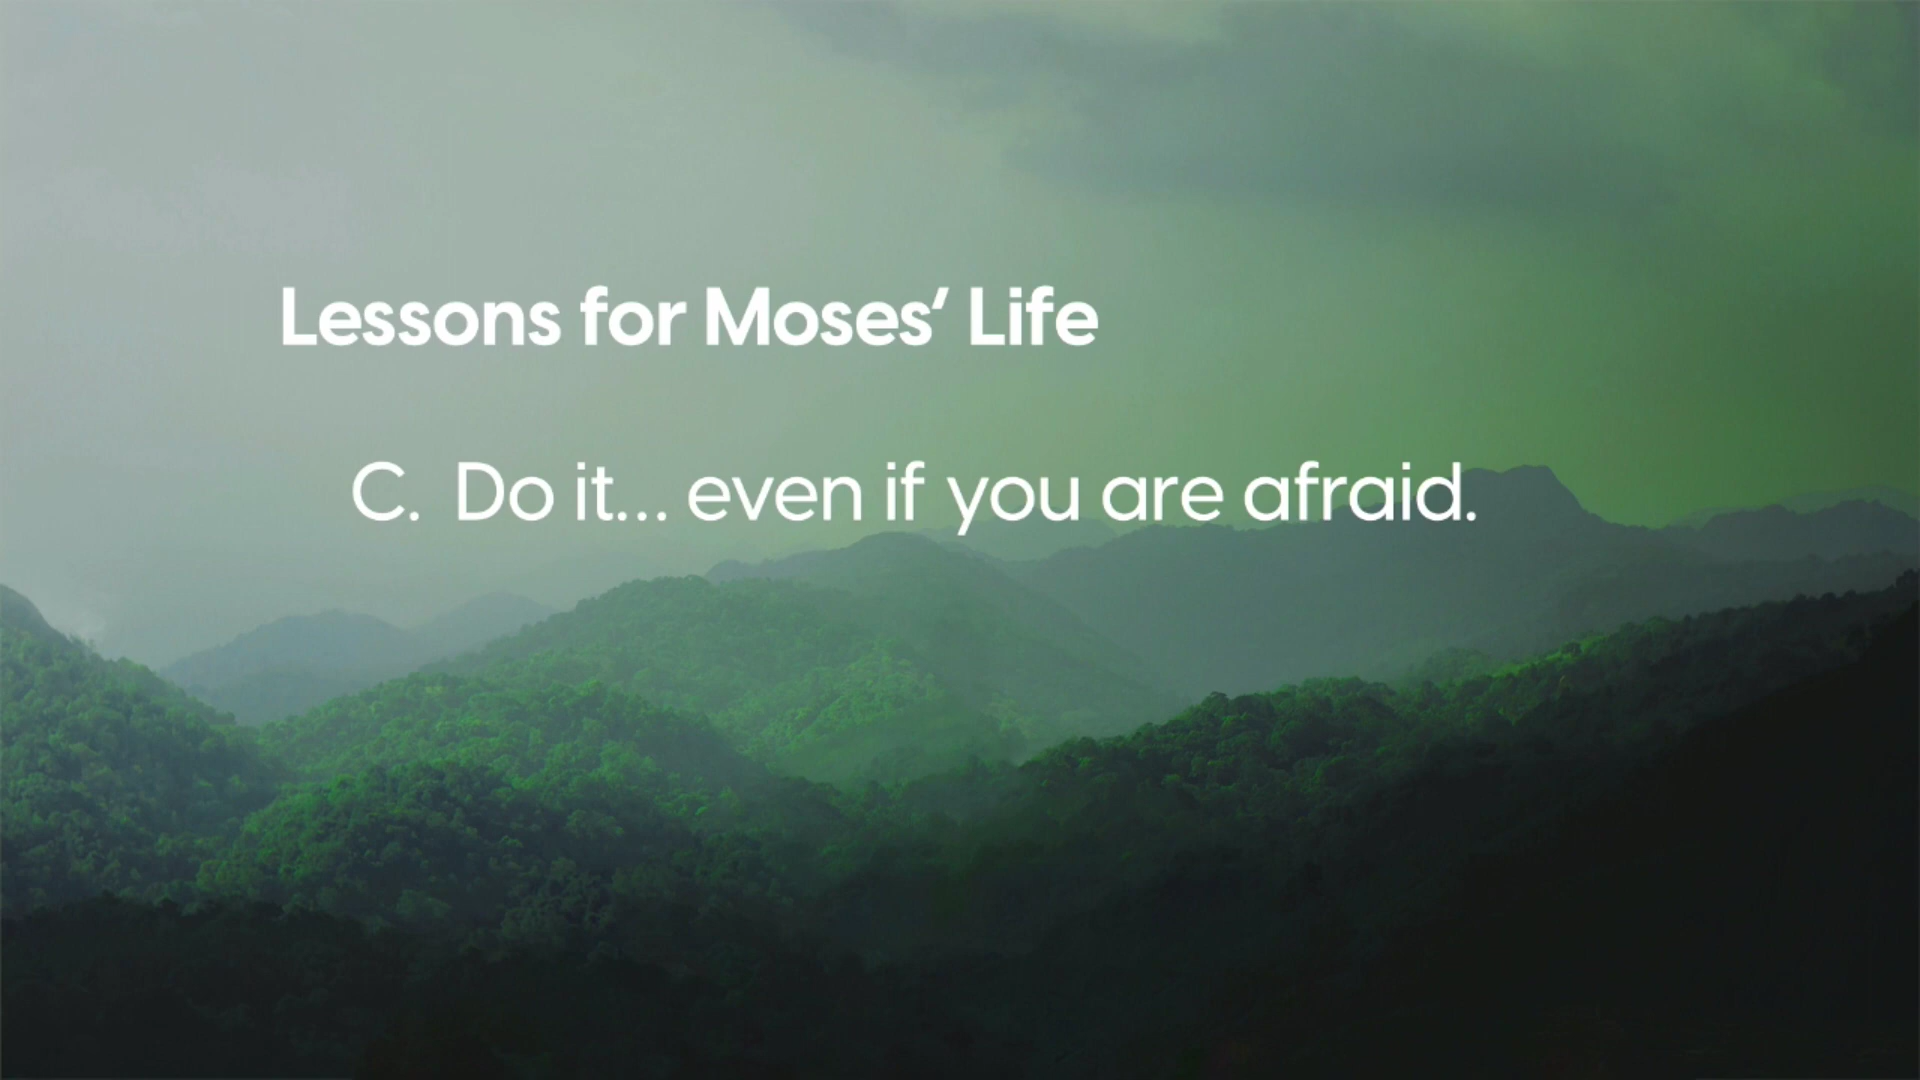 Lessons for Moses‘ Life
C. Do it... even if you are afraid.